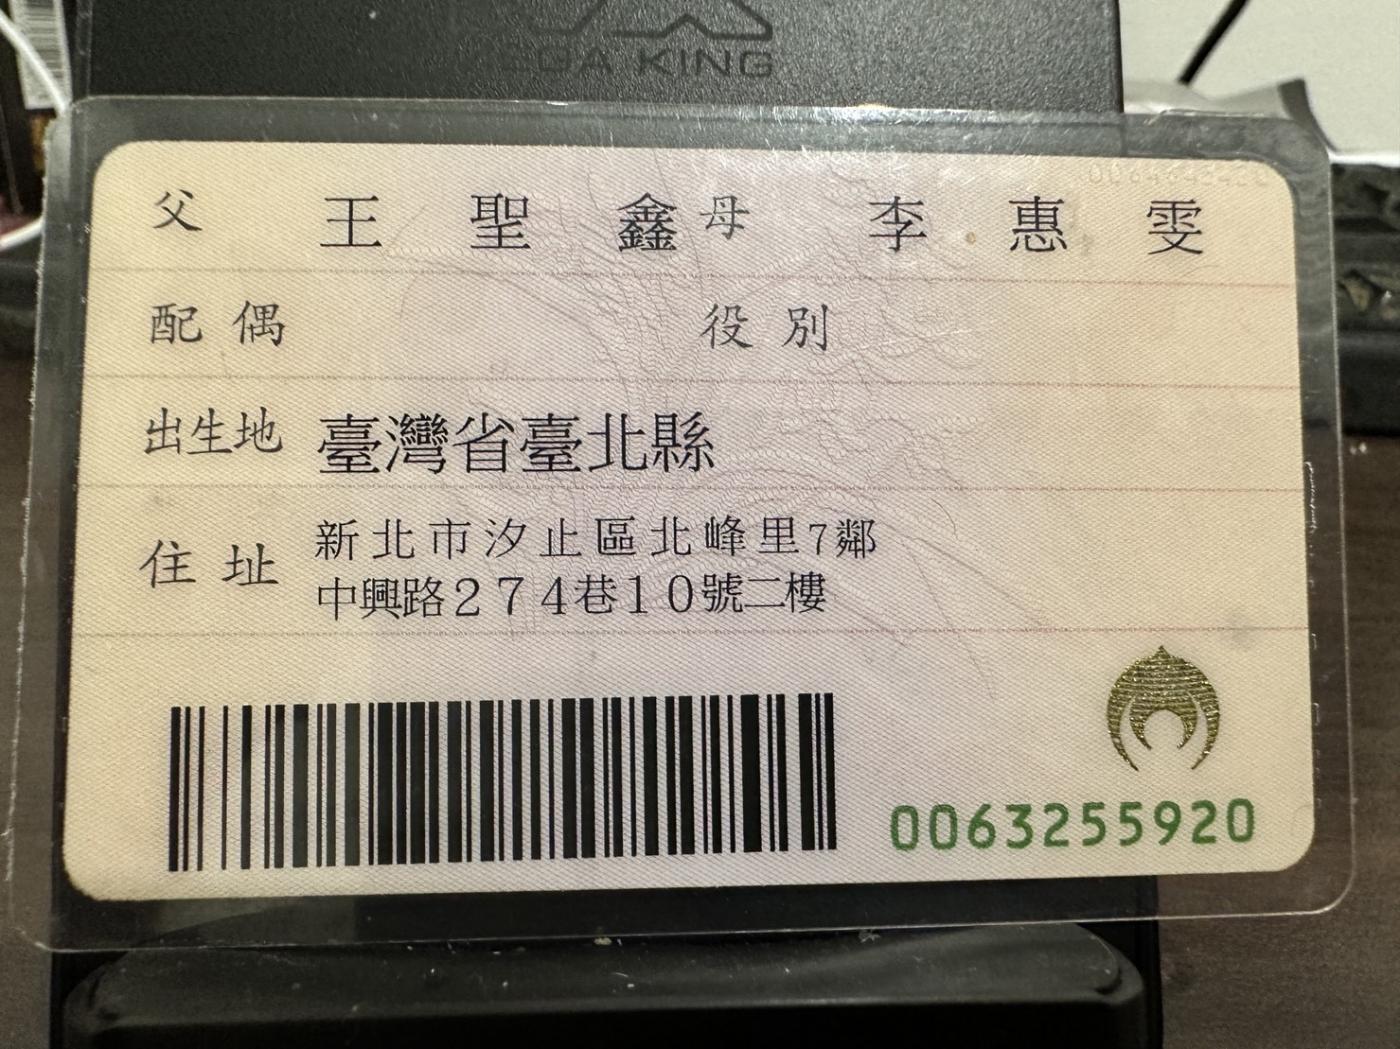 KING
父 王聖鑫 母 李惠雯
配偶 役別
出生地 臺灣省臺北縣
住址 新北市汐止區北峰里7鄰
中興路274巷10號二樓
0063255920